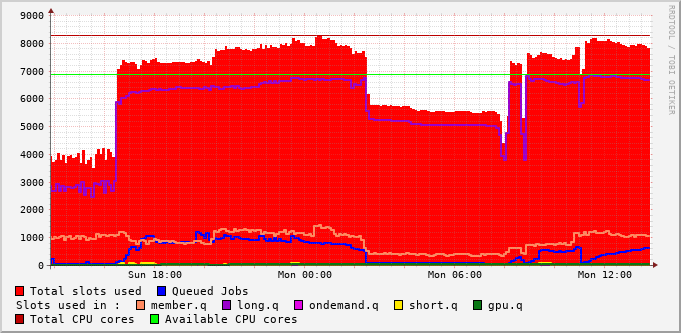 RRDTOOL / TOBI OETIKER
9000
8000
7000
6000
5000
4000
3000
2000
1000
0
Sun 18:00 Mon 00:00 Mon 06:00 Mon 12:00
Total slots used Queued Jobs
Slots used in : member.q long.q ondemand.q short.q gpu.q
Total CPU cores Available CPU cores